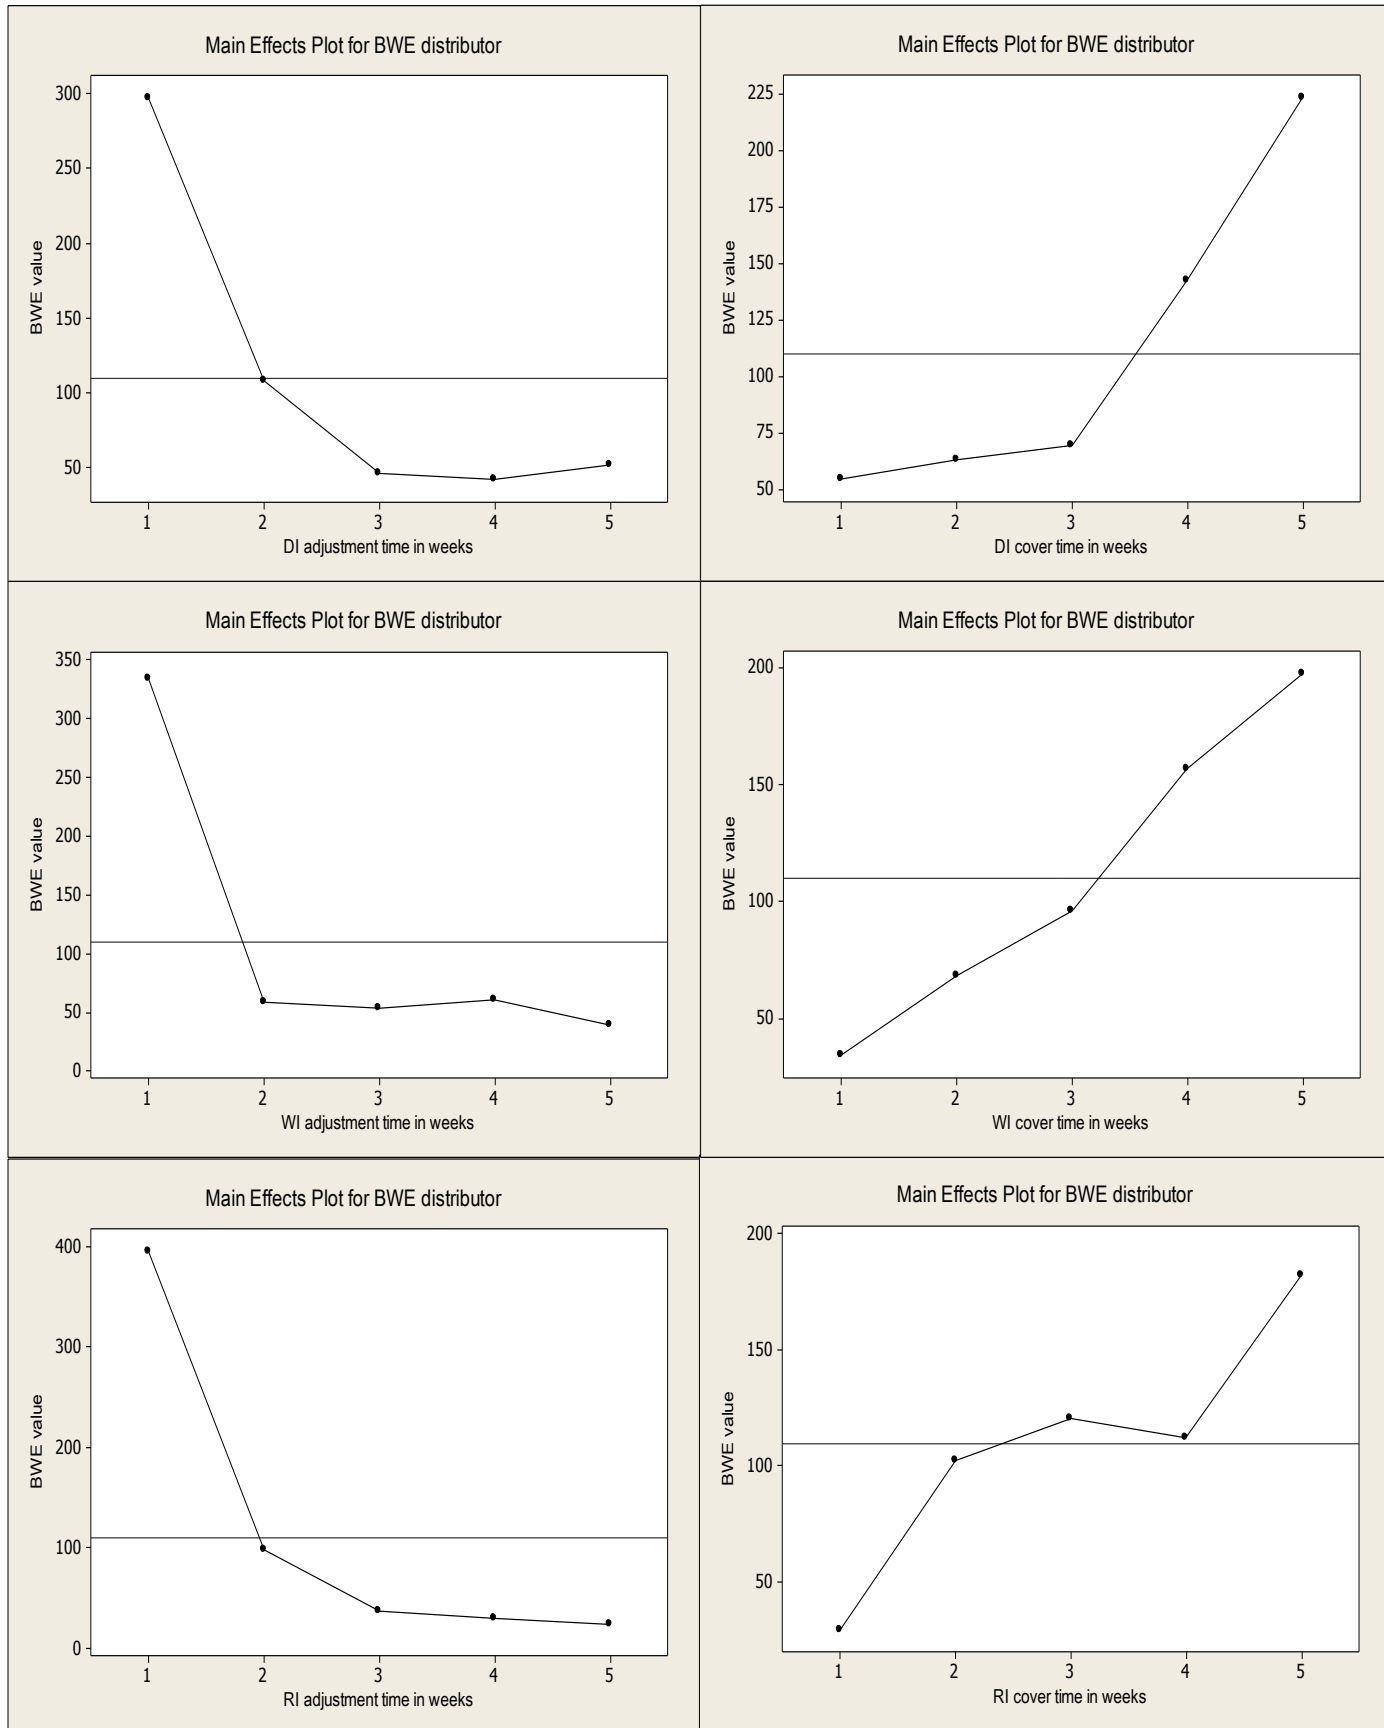 Main Effects Plot for BWE distributor
300
250
200
150
100
50
BWE value
1 2 3 4 5
DI adjustment time in weeks
Main Effects Plot for BWE distributor
225
200
175
150
125
100
75
50
BWE value
1 2 3 4 5
DI cover time in weeks
Main Effects Plot for BWE distributor
350
300
250
200
150
100
50
0
BWE value
1 2 3 4 5
WI adjustment time in weeks
Main Effects Plot for BWE distributor
200
150
100
50
BWE value
1 2 3 4 5
WI cover time in weeks
Main Effects Plot for BWE distributor
400
300
200
100
0
BWE value
1 2 3 4 5
RI adjustment time in weeks
Main Effects Plot for BWE distributor
200
150
100
50
BWE value
1 2 3 4 5
RI cover time in weeks